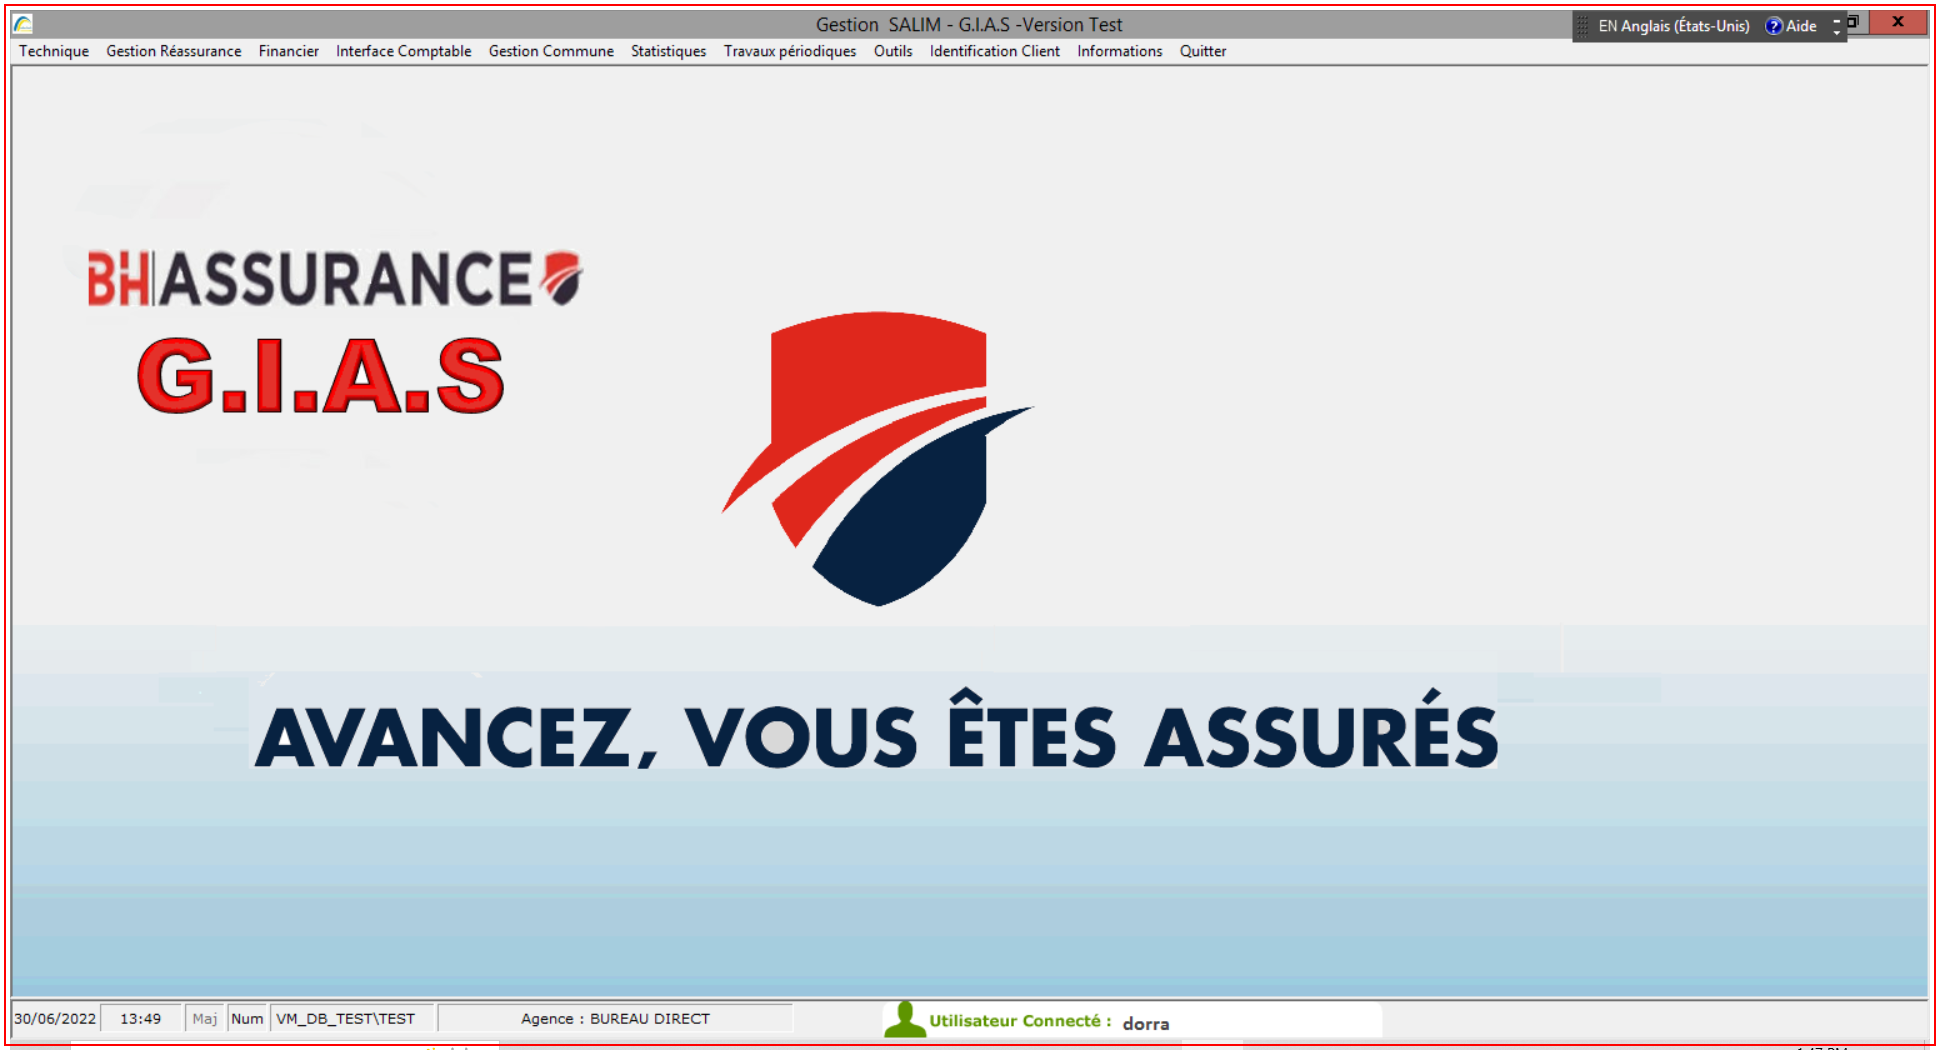 Gestion SALIM - G.I.A.S -Version Test
EN Anglais (États-Unis) Aide
Technique Gestion Réassurance Financier Interface Comptable Gestion Commune Statistiques Travaux périodiques Outils Identification Client Informations Quitter
BH ASSURANCE
G.I.A.S
AVANCEZ, VOUS ÊTES ASSURÉS
30/06/2022 13:49 Maj Num VM_DB_TEST\TEST Agence : BUREAU DIRECT Utilisateur Connecté : dorra